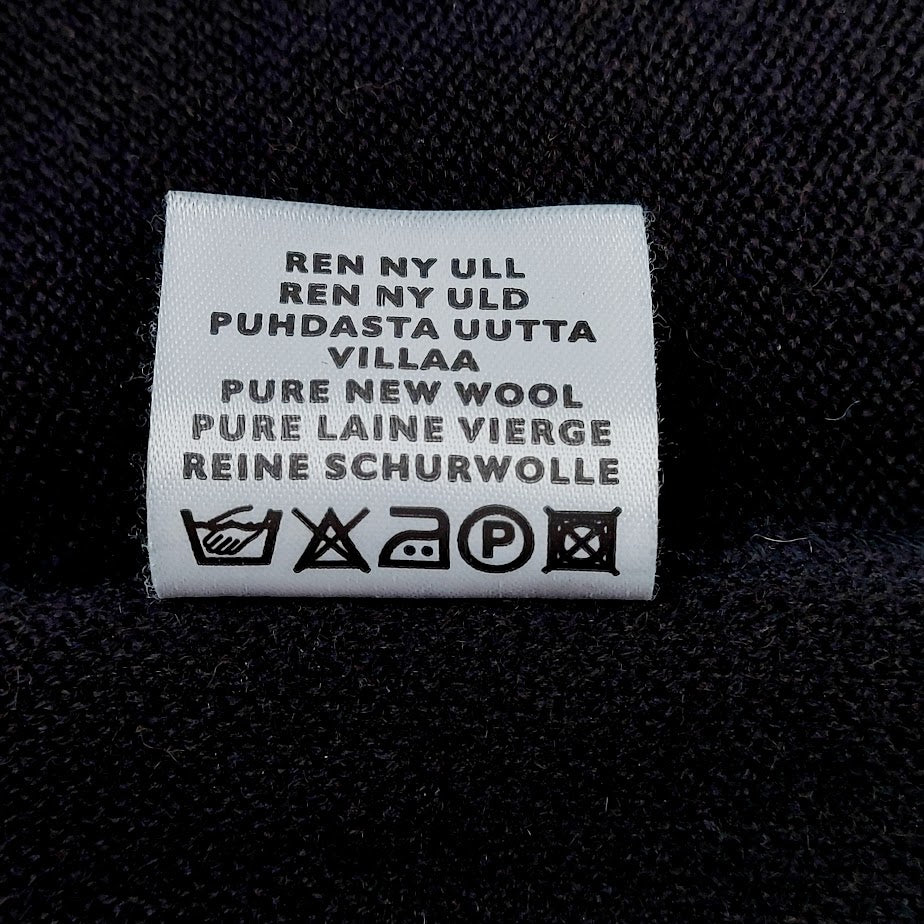 REN NY ULL
REN NY ULD
PUHDASTA UUTTA
VILLAA
PURE NEW WOOL
PURE LAINE VIERGE
REINE SCHURWOLLE
P